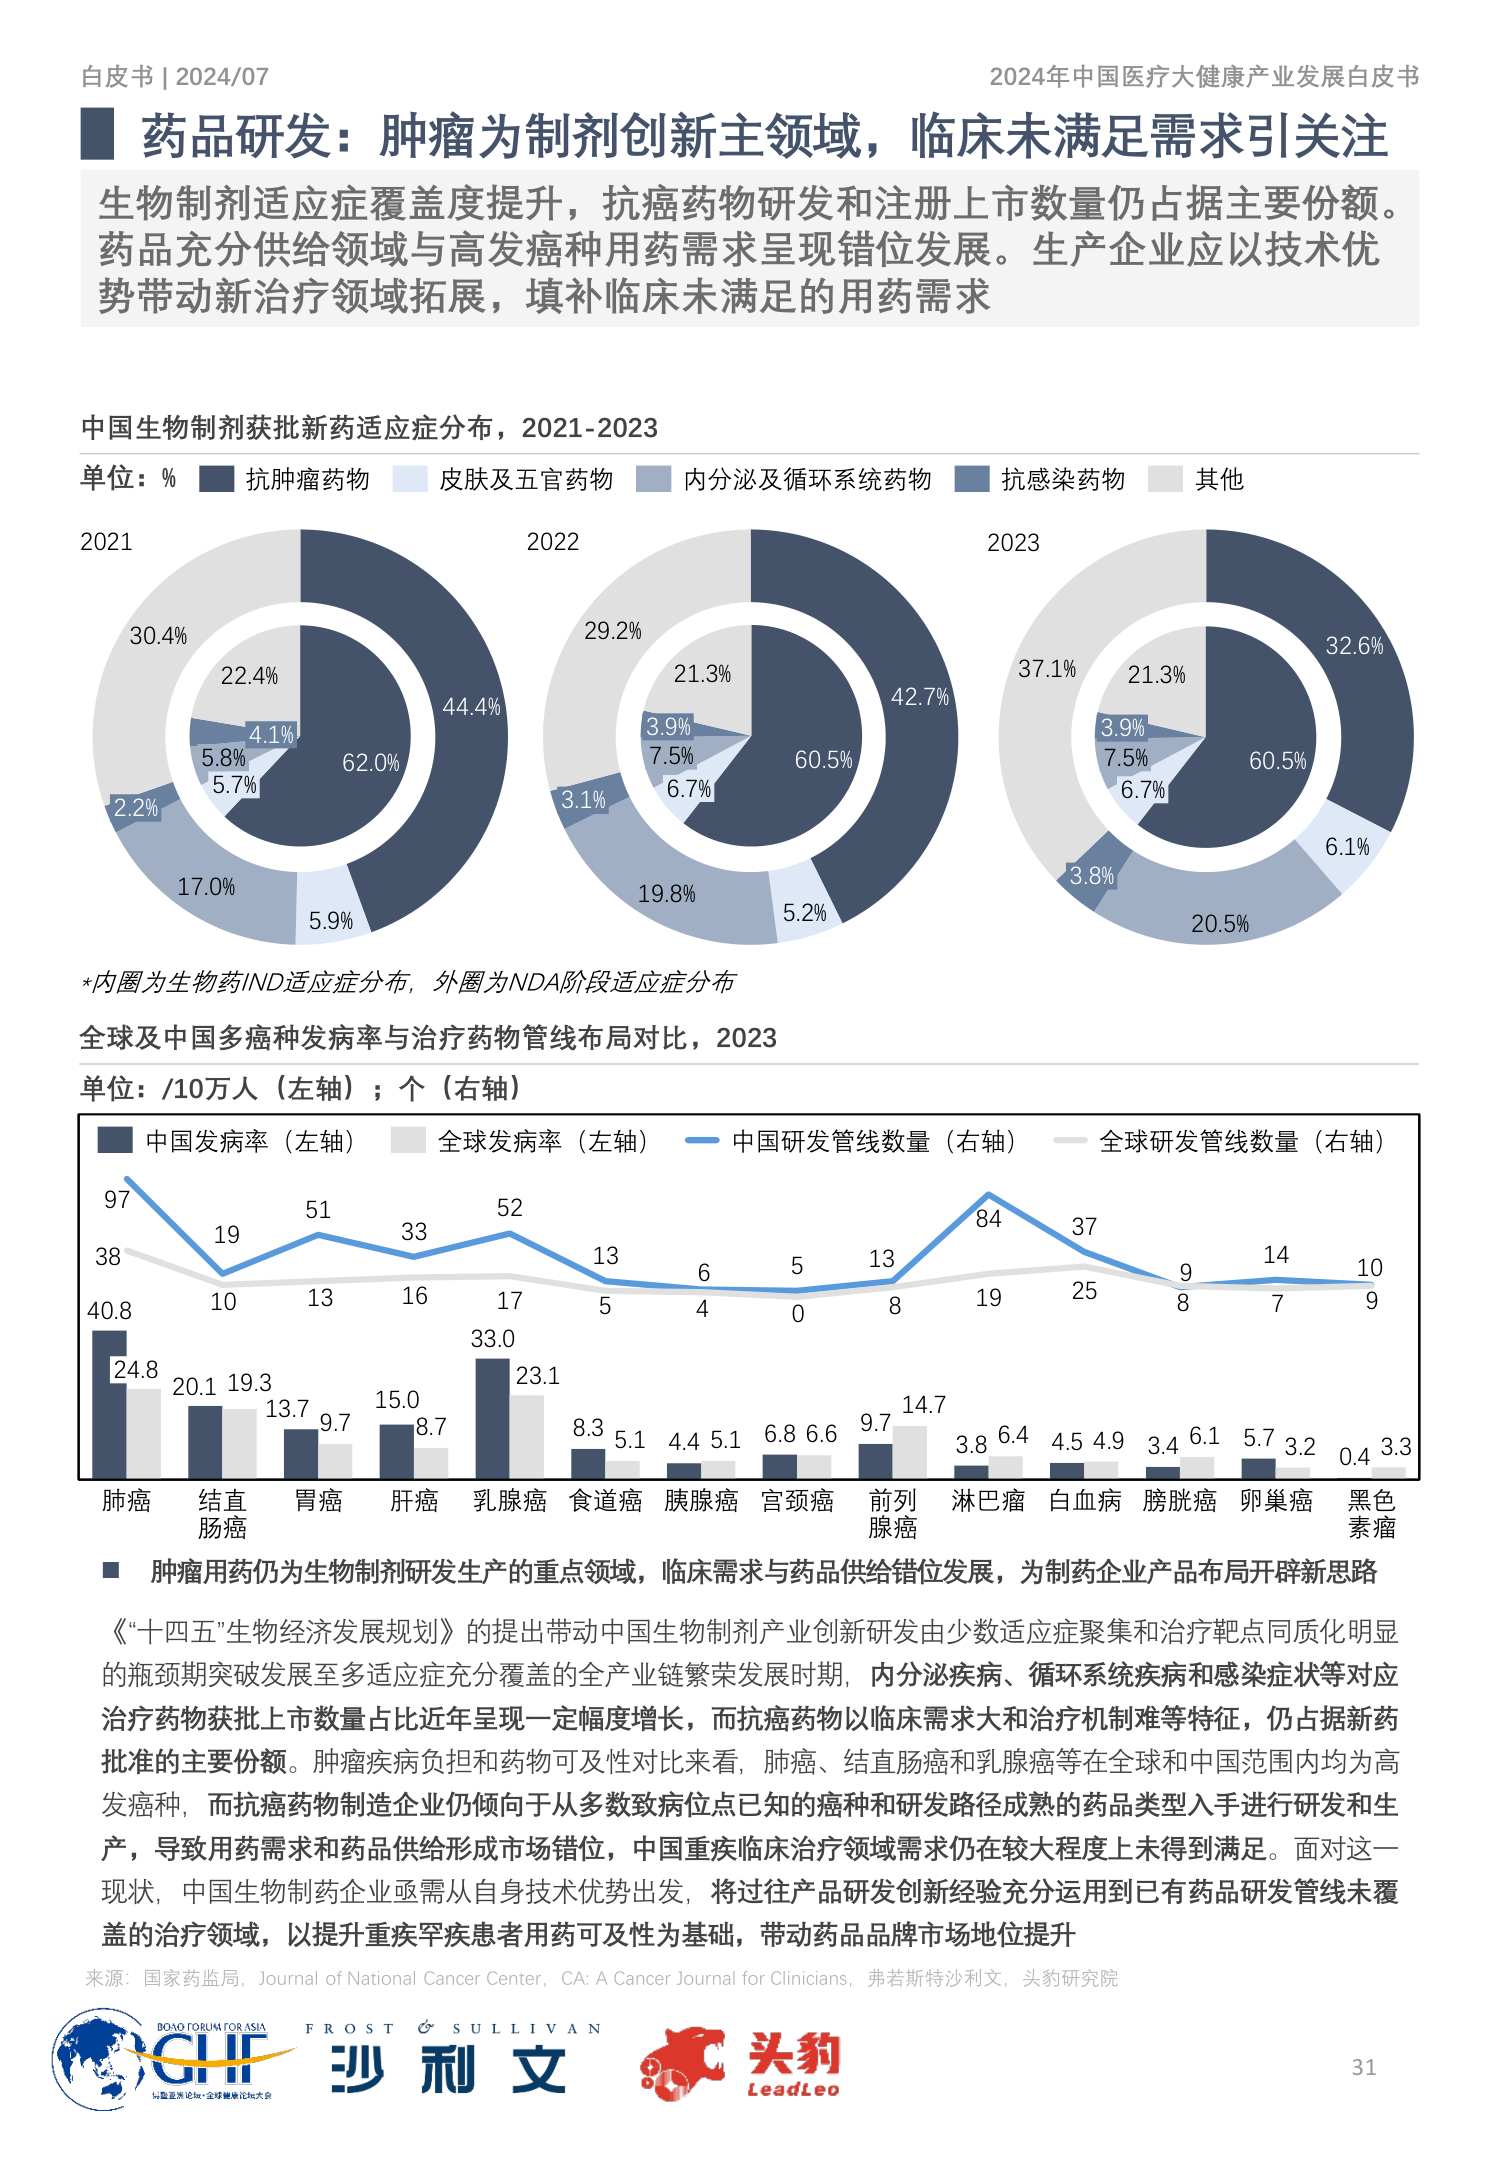 白皮书 | 2024/07
2024年中国医疗大健康产业发展白皮书
药品研发：肿瘤为制剂创新主领域，临床未满足需求引关注
生物制剂适应症覆盖度提升，抗癌药物研发和注册上市数量仍占据主要份额。
药品充分供给领域与高发癌种用药需求呈现错位发展。生产企业应以技术优
势带动新治疗领域拓展，填补临床未满足的用药需求
中国生物制剂获批新药适应症分布，2021-2023
单位：% 抗肿瘤药物 皮肤及五官药物 内分泌及循环系统药物 抗感染药物 其他
2021
30.4%
22.4%
44.4%
4.1%
5.8%
62.0%
5.7%
2.2%
17.0%
5.9%
2022
29.2%
21.3%
42.7%
3.9%
7.5%
60.5%
6.7%
3.1%
19.8%
5.2%
2023
32.6%
37.1%
21.3%
3.9%
7.5%
60.5%
6.7%
6.1%
3.8%
20.5%
*内圈为生物药IND适应症分布，外圈为NDA阶段适应症分布
全球及中国多癌种发病率与治疗药物管线布局对比，2023
单位：/10万人（左轴）；个（右轴）
中国发病率（左轴） 全球发病率（左轴） 中国研发管线数量（右轴） 全球研发管线数量（右轴）
97 19 51 33 52 13 6 5 13 84 37 9 14 10
38 10 13 16 17 5 4 0 8 19 25 8 7 9
40.8 20.1 13.7 15.0 33.0 8.3 4.4 6.8 9.7 3.8 4.5 3.4 5.7 0.4
24.8 19.3 9.7 8.7 23.1 5.1 5.1 6.6 14.7 6.4 4.9 6.1 3.2 3.3
肺癌 结直 胃癌 肝癌 乳腺癌 食道癌 胰腺癌 宫颈癌 前列 淋巴瘤 白血病 膀胱癌 卵巢癌 黑色
肠癌 腺癌 素瘤
肿瘤用药仍为生物制剂研发生产的重点领域，临床需求与药品供给错位发展，为制药企业产品布局开辟新思路
《“十四五”生物经济发展规划》的提出带动中国生物制剂产业创新研发由少数适应症聚集和治疗靶点同质化明显
的瓶颈期突破发展至多适应症充分覆盖的全产业链繁荣发展时期，内分泌疾病、循环系统疾病和感染症状等对应
治疗药物获批上市数量占比近年呈现一定幅度增长，而抗癌药物以临床需求大和治疗机制难等特征，仍占据新药
批准的主要份额。肿瘤疾病负担和药物可及性对比来看，肺癌、结直肠癌和乳腺癌等在全球和中国范围内均为高
发癌种，而抗癌药物制造企业仍倾向于从多数致病位点已知的癌种和研发路径成熟的药品类型入手进行研发和生
产，导致用药需求和药品供给形成市场错位，中国重疾临床治疗领域需求仍在较大程度上未得到满足。面对这一
现状，中国生物制药企业亟需从自身技术优势出发，将过往产品研发创新经验充分运用到已有药品研发管线未覆
盖的治疗领域，以提升重疾罕疾患者用药可及性为基础，带动药品品牌市场地位提升
来源：国家药监局，Journal of National Cancer Center，CA: A Cancer Journal for Clinicians，弗若斯特沙利文，头豹研究院
BOAO FORUM FOR ASIA
GHF
博鳌亚洲论坛·全球健康论坛大会
FROST & SULLIVAN
沙利文
头豹
LeadLeo
31